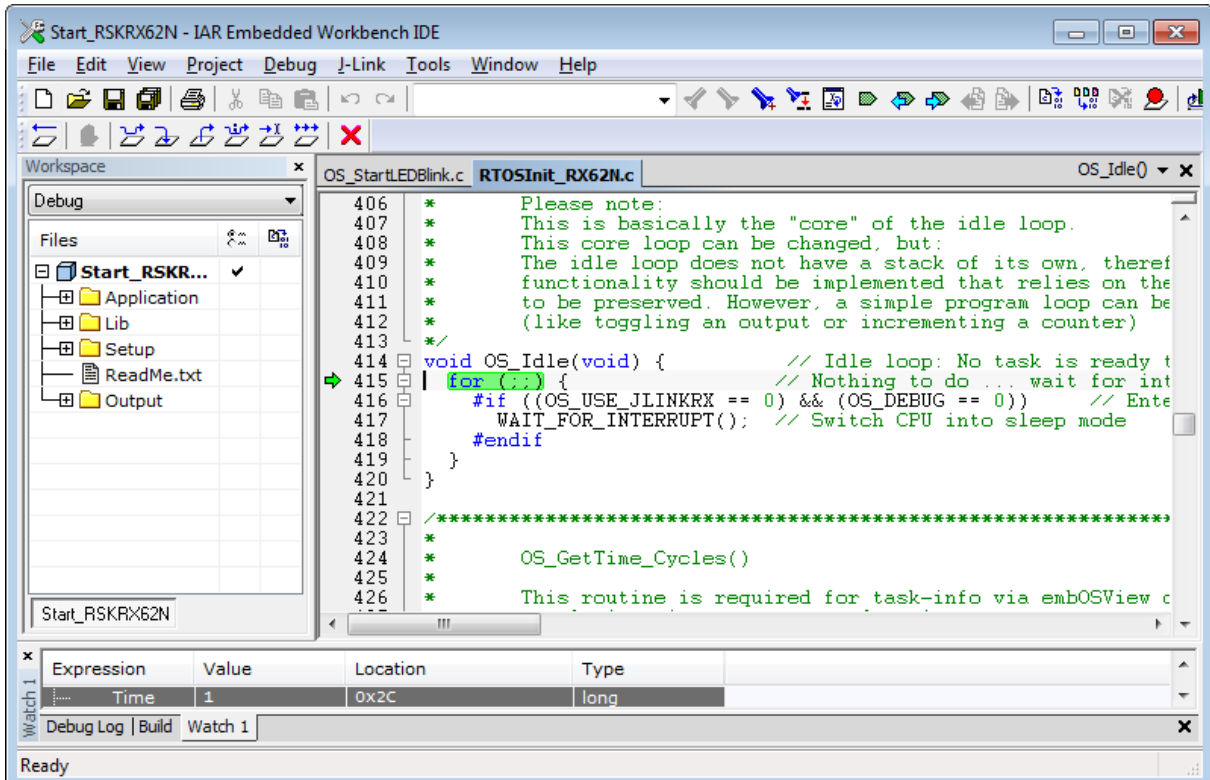 Start_RSKRX62N - IAR Embedded Workbench IDE
File Edit View Project Debug J-Link Tools Window Help
Workspace
Debug
Files
Start_RSKR...
Application
Lib
Setup
ReadMe.txt
Output
Start_RSKRX62N
OS_StartLEDBlink.c RTOSInit_RX62N.c OS_Idle()
406 * Please note:
407 * This is basically the "core" of the idle loop.
408 * This core loop can be changed, but:
409 * The idle loop does not have a stack of its own, theref
410 * functionality should be implemented that relies on the
411 * to be preserved. However, a simple program loop can be
412 * (like toggling an output or incrementing a counter)
413 */
414 void OS_Idle(void) { // Idle loop: No task is ready t
415 for (;;) { // Nothing to do ... wait for int
416 #if ((OS_USE_JLINKRX == 0) && (OS_DEBUG == 0)) // Ente
417 WAIT_FOR_INTERRUPT(); // Switch CPU into sleep mode
418 #endif
419 }
420 }
421
422 /**************************************************************
423 *
424 * OS_GetTime_Cycles()
425 *
426 * This routine is required for task-info via embOSView o
Watch 1
Expression Value Location Type
Time 1 0x2C long
Debug Log Build Watch 1
Ready